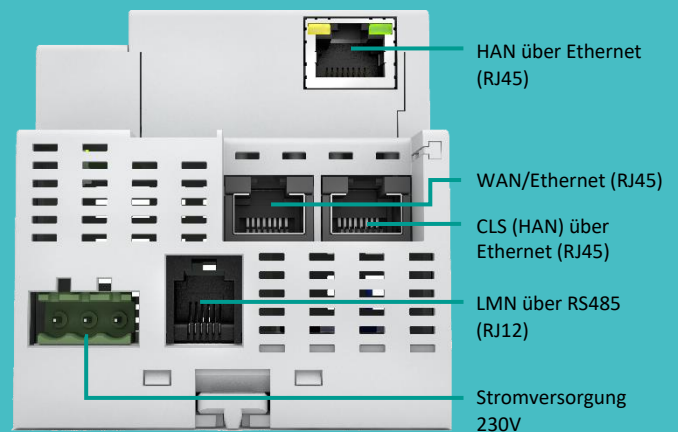 HAN über Ethernet
(RJ45)
WAN/Ethernet (RJ45)
CLS (HAN) über
Ethernet (RJ45)
LMN über RS485
(RJ12)
Stromversorgung
230V